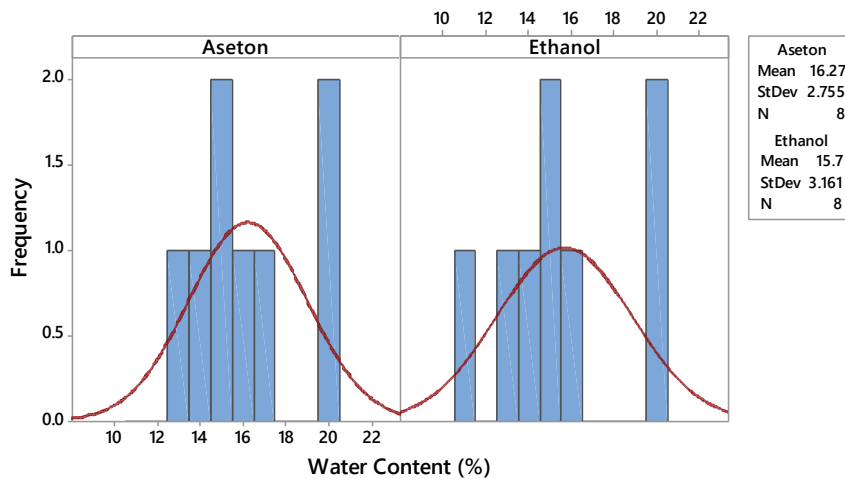 10 12 14 16 18 20 22
Aseton Ethanol
2.0
1.5
1.0
0.5
0.0
Frequency
10 12 14 16 18 20 22
Water Content (%)
Aseton
Mean 16.27
StDev 2.755
N 8
Ethanol
Mean 15.7
StDev 3.161
N 8